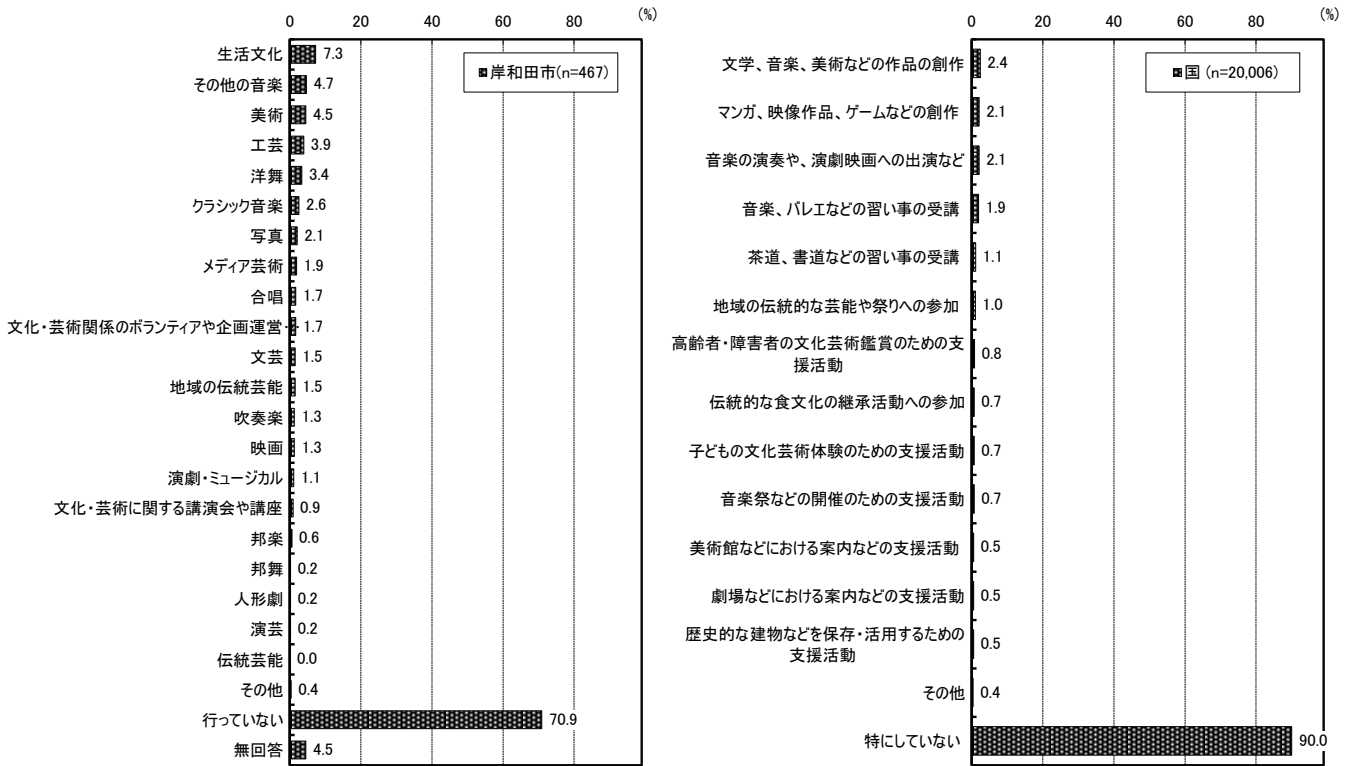 (%)
0 20 40 60 80
岸和田市(n=467)
生活文化 7.3
その他の音楽 4.7
美術 4.5
工芸 3.9
洋舞 3.4
クラシック音楽 2.6
写真 2.1
メディア芸術 1.9
合唱 1.7
文化・芸術関係のボランティアや企画運営 1.7
文芸 1.5
地域の伝統芸能 1.5
吹奏楽 1.3
映画 1.3
演劇・ミュージカル 1.1
文化・芸術に関する講演会や講座 0.9
邦楽 0.6
邦舞 0.2
人形劇 0.2
演芸 0.2
伝統芸能 0.0
その他 0.4
行っていない 70.9
無回答 4.5
(%)
0 20 40 60 80
国 (n=20,006)
文学、音楽、美術などの作品の創作 2.4
マンガ、映像作品、ゲームなどの創作 2.1
音楽の演奏や、演劇映画への出演など 2.1
音楽、バレエなどの習い事の受講 1.9
茶道、書道などの習い事の受講 1.1
地域の伝統的な芸能や祭りへの参加 1.0
高齢者・障害者の文化芸術鑑賞のための支
援活動 0.8
伝統的な食文化の継承活動への参加 0.7
子どもの文化芸術体験のための支援活動 0.7
音楽祭などの開催のための支援活動 0.7
美術館などにおける案内などの支援活動 0.5
劇場などにおける案内などの支援活動 0.5
歴史的な建物などを保存・活用するための
支援活動 0.5
その他 0.4
特にしていない 90.0